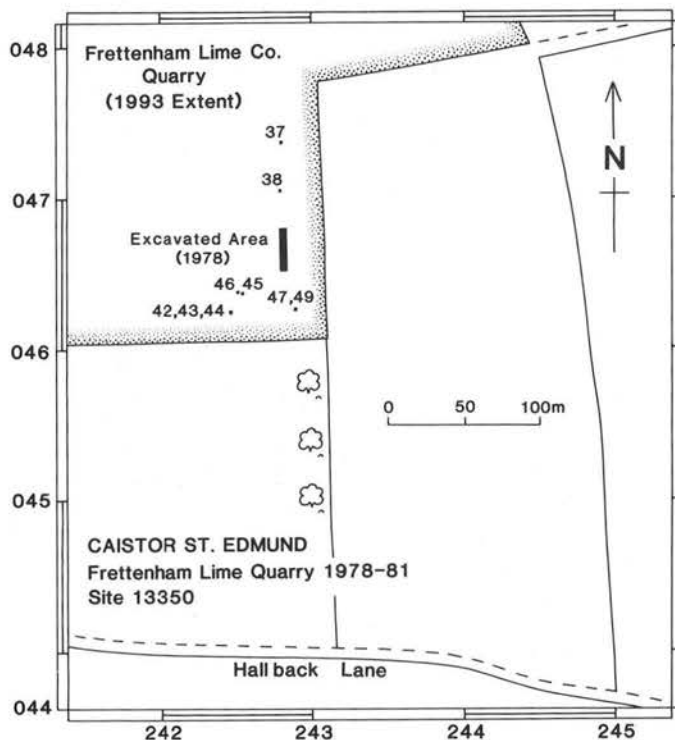 048
Frettenham Lime Co.
Quarry
(1993 Extent)
37
N
38
047
Excavated Area
(1978)
46,45
47,49
42,43,44
046
0 50 100m
045
CAISTOR ST. EDMUND
Frettenham Lime Quarry 1978-81
Site 13350
Hall back Lane
044
242 243 244 245